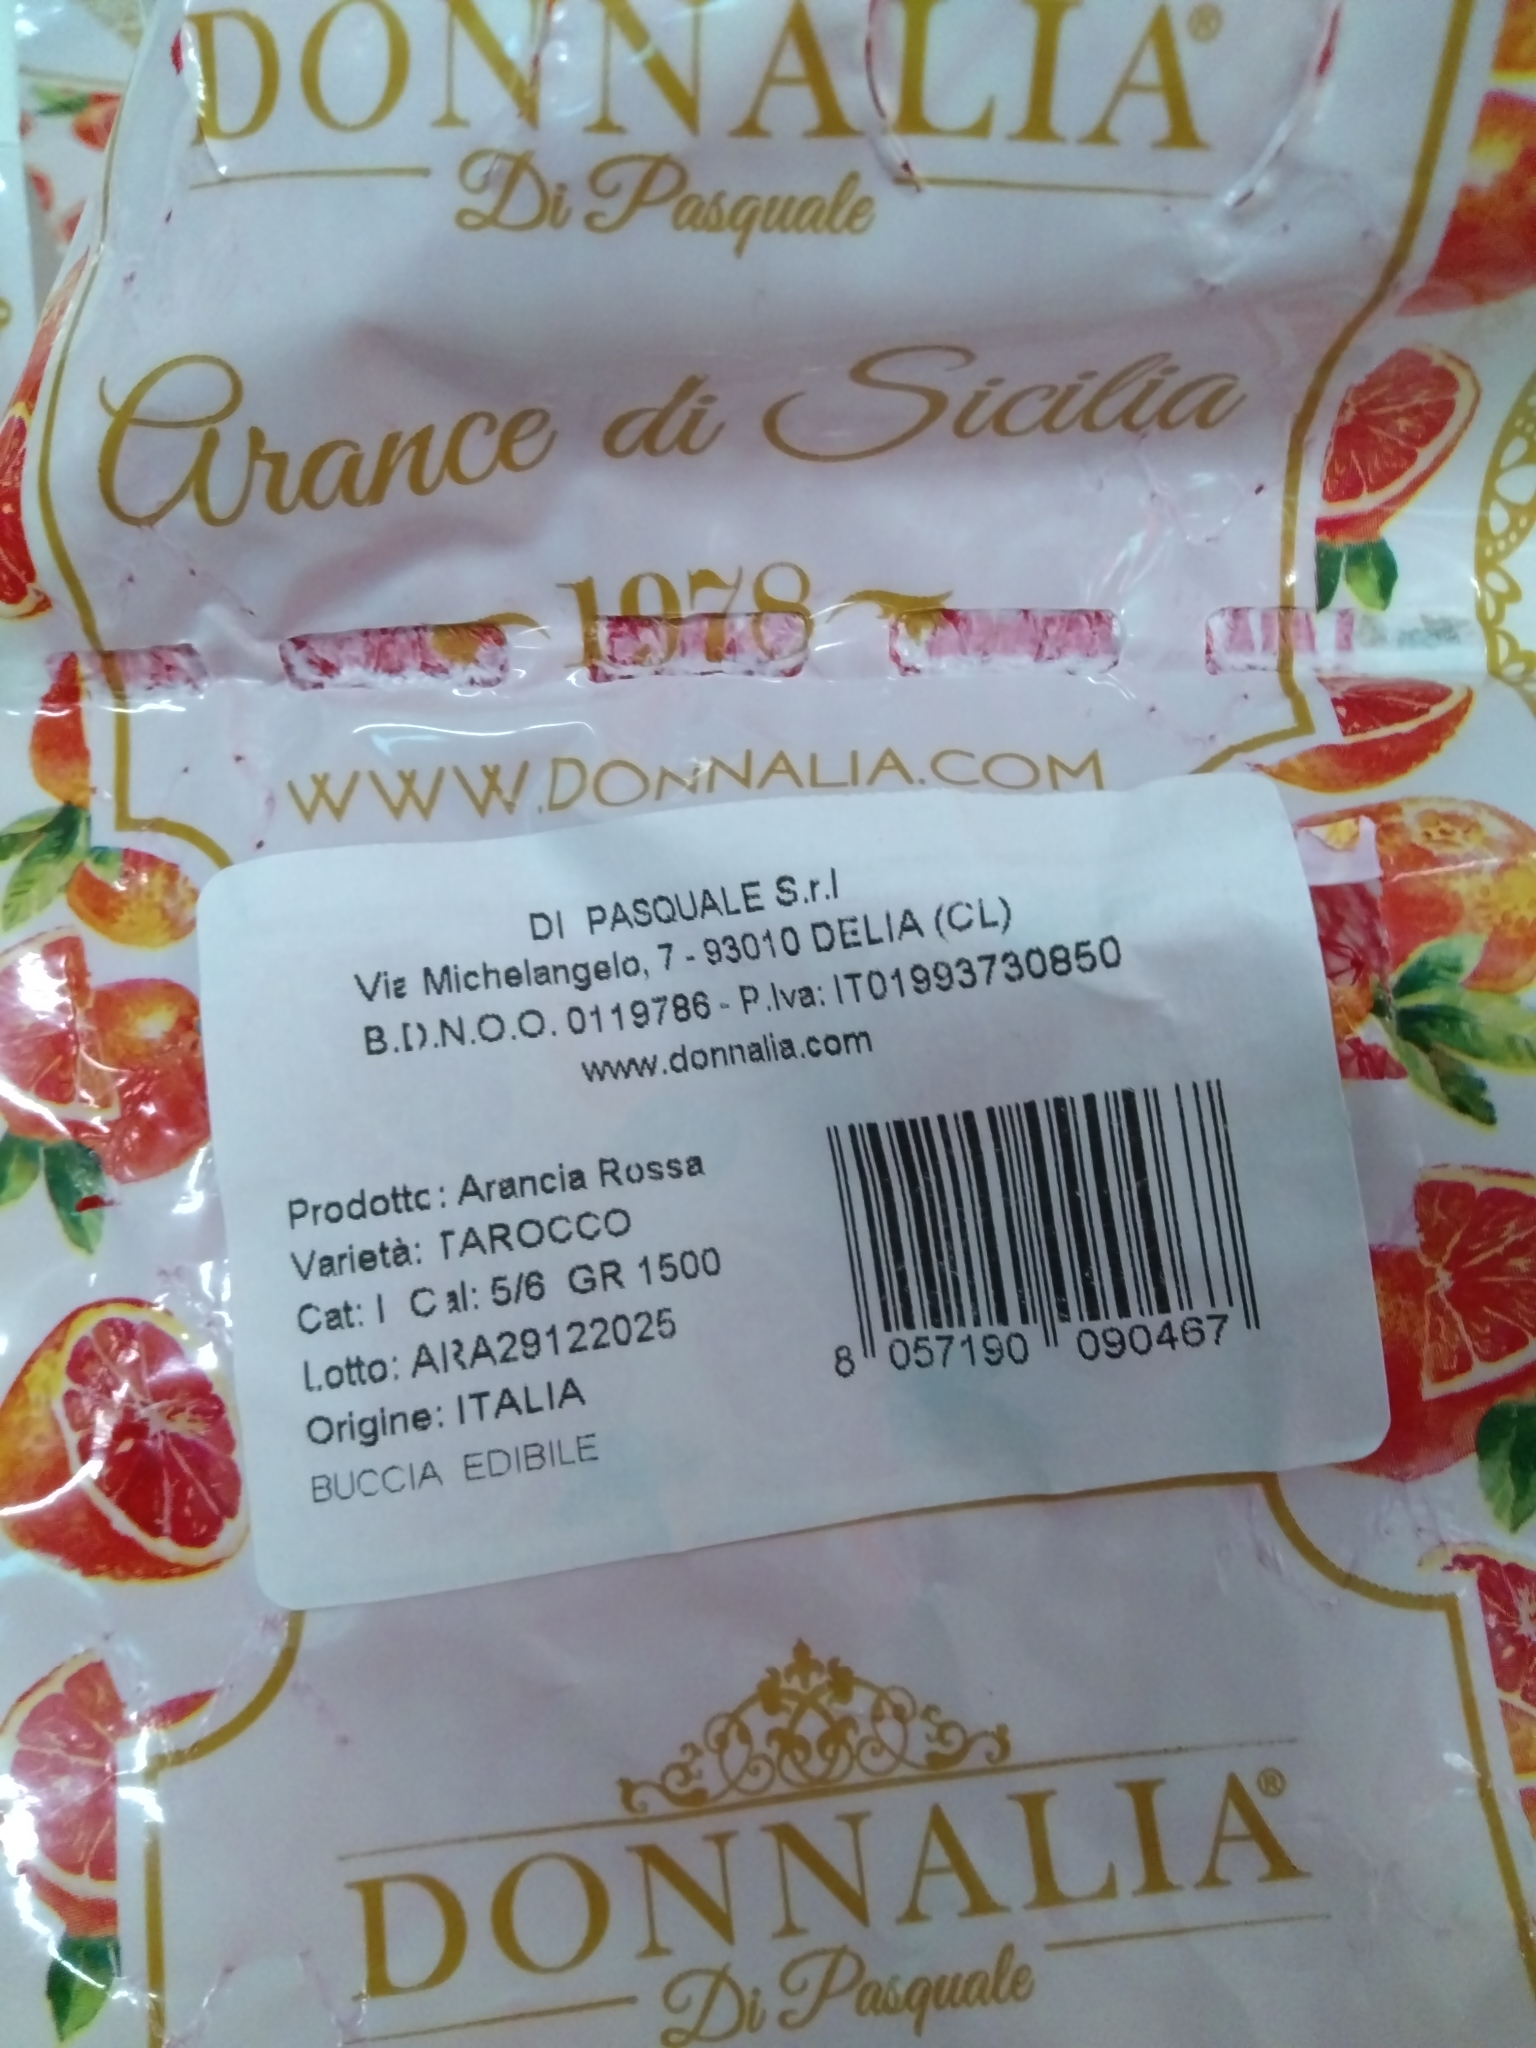 DONNALIA®
Di Pasquale
Arance di Sicilia
1978
WWW.DONNALIA.COM
DI PASQUALE S.r.l
Via Michelangelo, 7 - 93010 DELIA (CL)
B.D.N.O.O. 0119786 - P.Iva: IT01993730850
www.donnalia.com
Prodotto: Arancia Rossa
Varietà: TAROCCO
Cat: I Cal: 5/6 GR 1500
Lotto: ARA29122025
Origine: ITALIA
BUCCIA EDIBILE
8 057190 090467
DONNALIA®
Di Pasquale